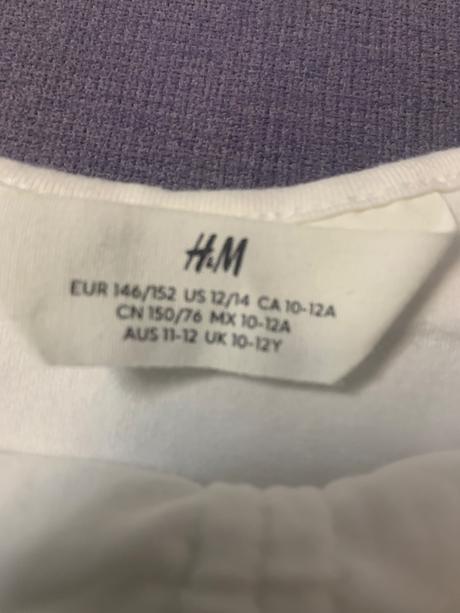 H&M
EUR 146/152 US 12/14 CA 10-12A
CN 150/76 MX 10-12A
AUS 11-12 UK 10-12Y